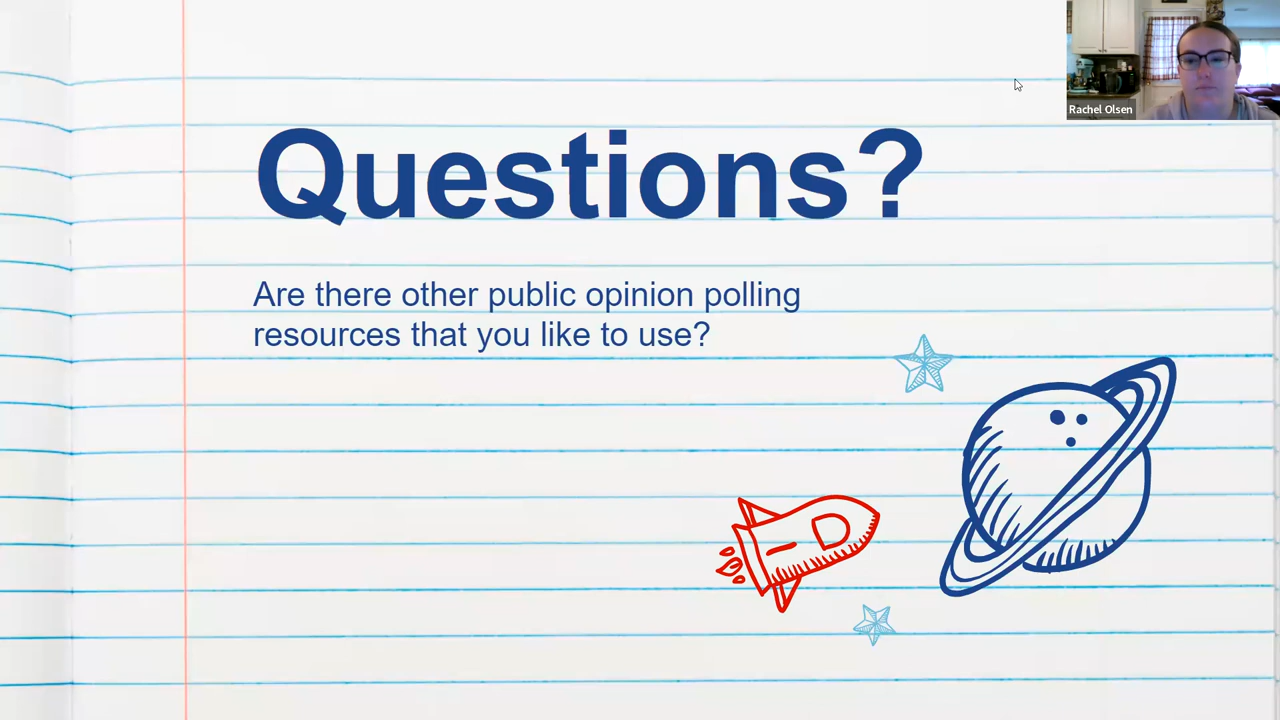 Rachel Olsen
Questions?
Are there other public opinion polling
resources that you like to use?